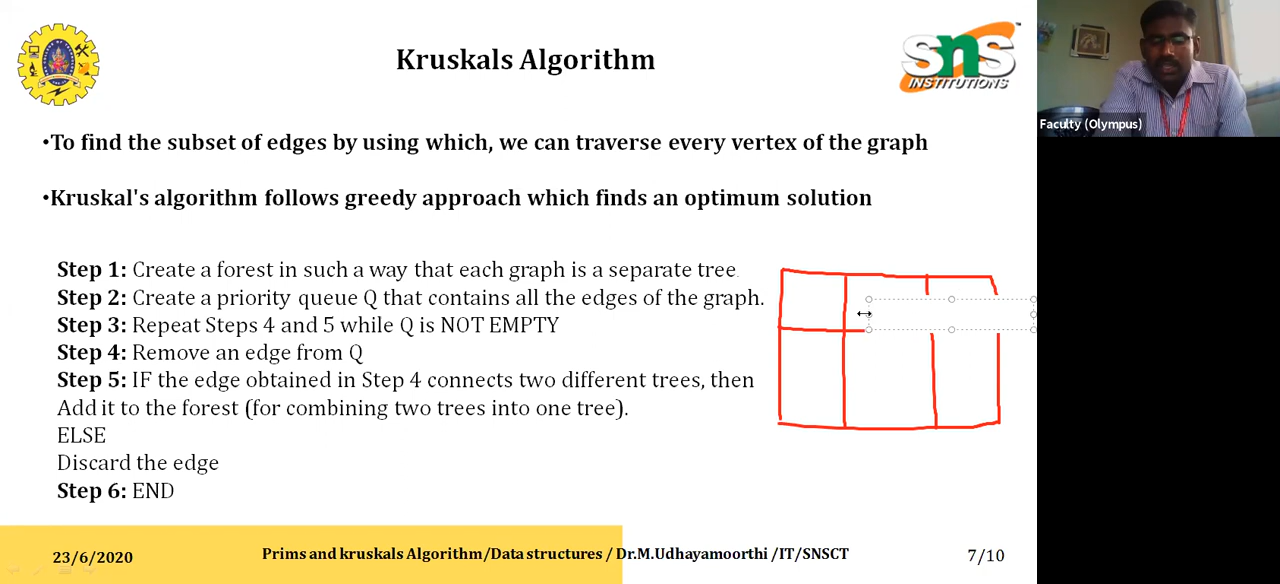 Kruskals Algorithm
SNS
INSTITUTIONS
Faculty (Olympus)
•To find the subset of edges by using which, we can traverse every vertex of the graph
•Kruskal's algorithm follows greedy approach which finds an optimum solution
Step 1: Create a forest in such a way that each graph is a separate tree.
Step 2: Create a priority queue Q that contains all the edges of the graph.
Step 3: Repeat Steps 4 and 5 while Q is NOT EMPTY
Step 4: Remove an edge from Q
Step 5: IF the edge obtained in Step 4 connects two different trees, then
Add it to the forest (for combining two trees into one tree).
ELSE
Discard the edge
Step 6: END
23/6/2020
Prims and kruskals Algorithm/Data structures / Dr.M.Udhayamoorthi /IT/SNSCT
7/10